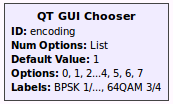 QT GUI Chooser
ID: encoding
Num Options: List
Default Value: 1
Options: 0, 1, 2...4, 5, 6, 7
Labels: BPSK 1/..., 64QAM 3/4